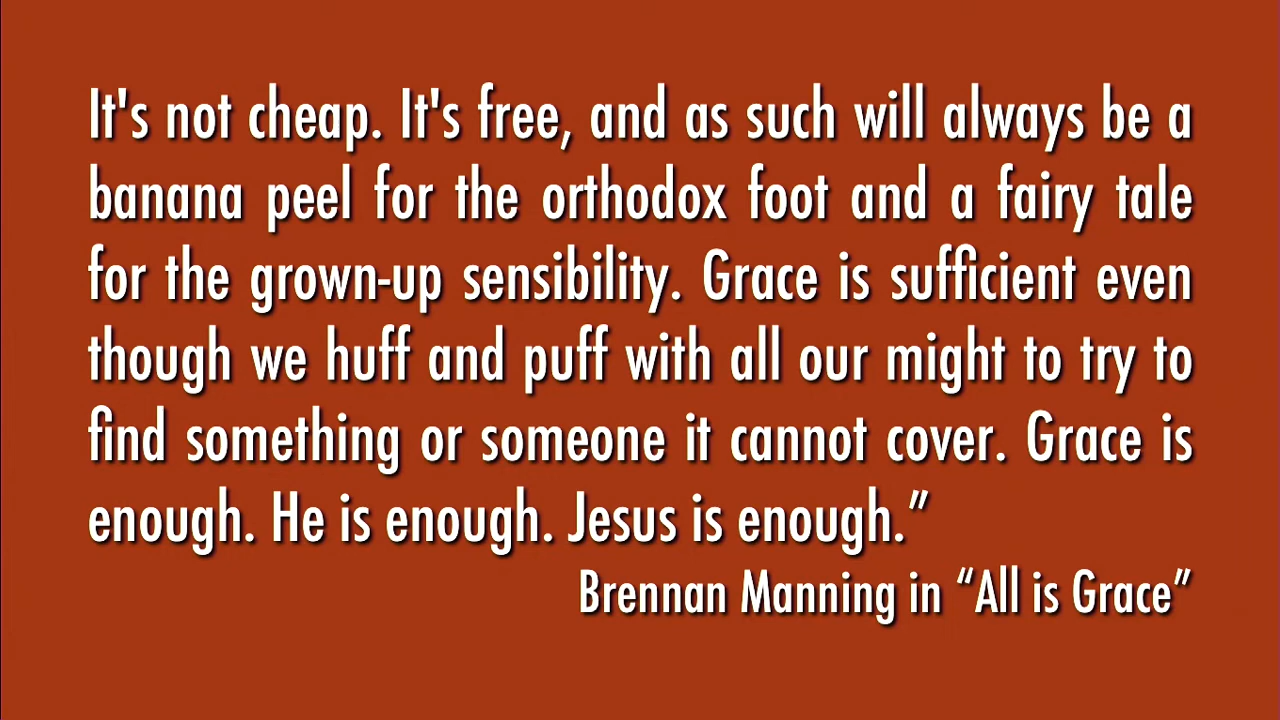 It's not cheap. It's free, and as such will always be a
banana peel for the orthodox foot and a fairy tale
for the grown-up sensibility. Grace is sufficient even
though we huff and puff with all our might to try to
find something or someone it cannot cover. Grace is
enough. He is enough. Jesus is enough.”
Brennan Manning in “All is Grace”